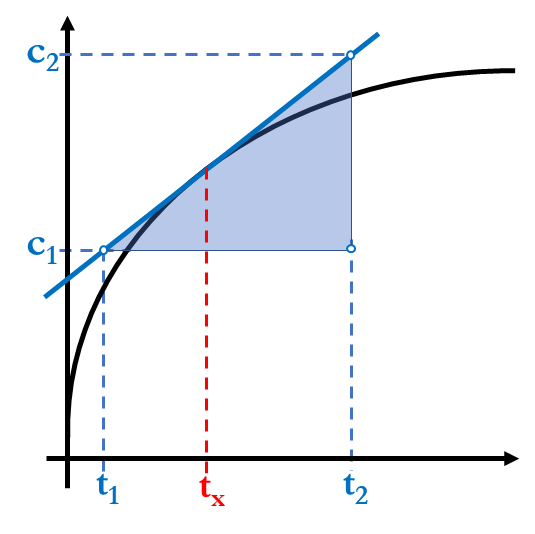 c₂
c₁
t₁ tₓ t₂